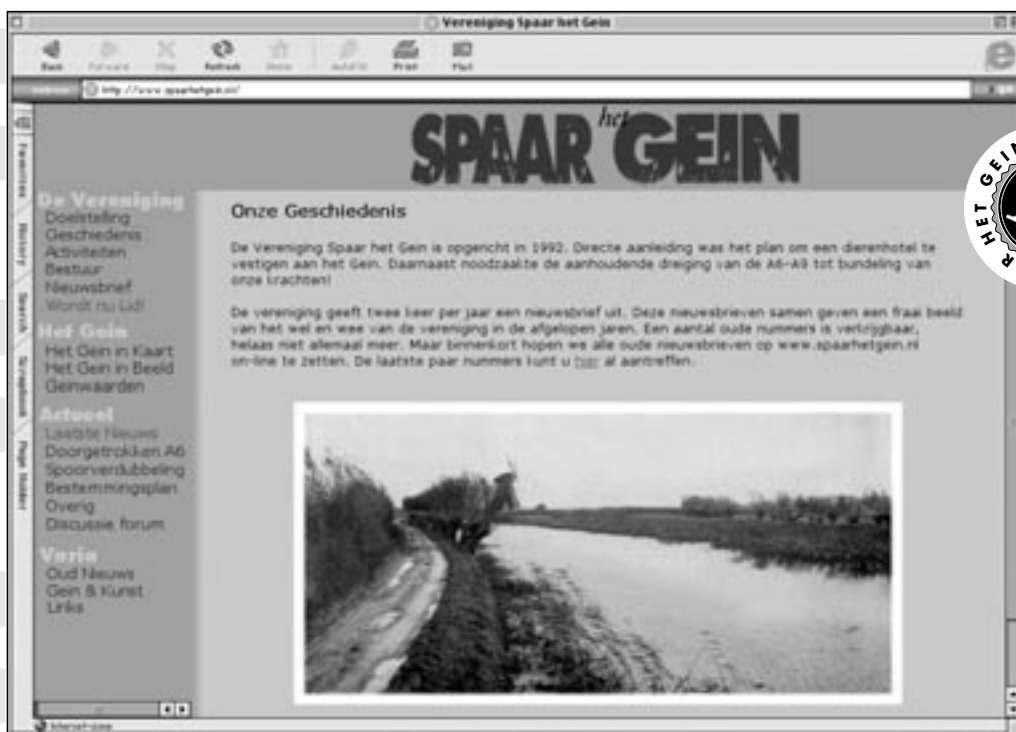 Vereniging Spaar het Gein
Back Forward Stop Refresh Home AutoFill Print Mail
http://www.spaarhetgein.nl/
Favorites
History
Search
Scrapbook
Page Holder
SPAAR het GEIN
HET GEIN
R
De Vereniging
Doelstelling
Geschiedenis
Activiteiten
Bestuur
Nieuwsbrief
Wordt nu Lid!
Het Gein
Het Gein in Kaart
Het Gein in Beeld
Geinwaarden
Actueel
Laatste Nieuws
Doorgetrokken A6
Spoorverdubbeling
Bestemmingsplan
Overig
Discussie forum
Varia
Oud Nieuws
Gein & Kunst
Links
Onze Geschiedenis
De Vereniging Spaar het Gein is opgericht in 1992. Directe aanleiding was het plan om een dierenhotel te
vestigen aan het Gein. Daarnaast noodzaakte de aanhoudende dreiging van de A6-A9 tot bundeling van
onze krachten!
De vereniging geeft twee keer per jaar een nieuwsbrief uit. Deze nieuwsbrieven samen geven een fraai beeld
van het wel en wee van de vereniging in de afgelopen jaren. Een aantal oude nummers is verkrijgbaar,
helaas niet allemaal meer. Maar binnenkort hopen we alle oude nieuwsbrieven op www.spaarhetgein.nl
on-line te zetten. De laatste paar nummers kunt u hier al aantreffen.
Internet-zone